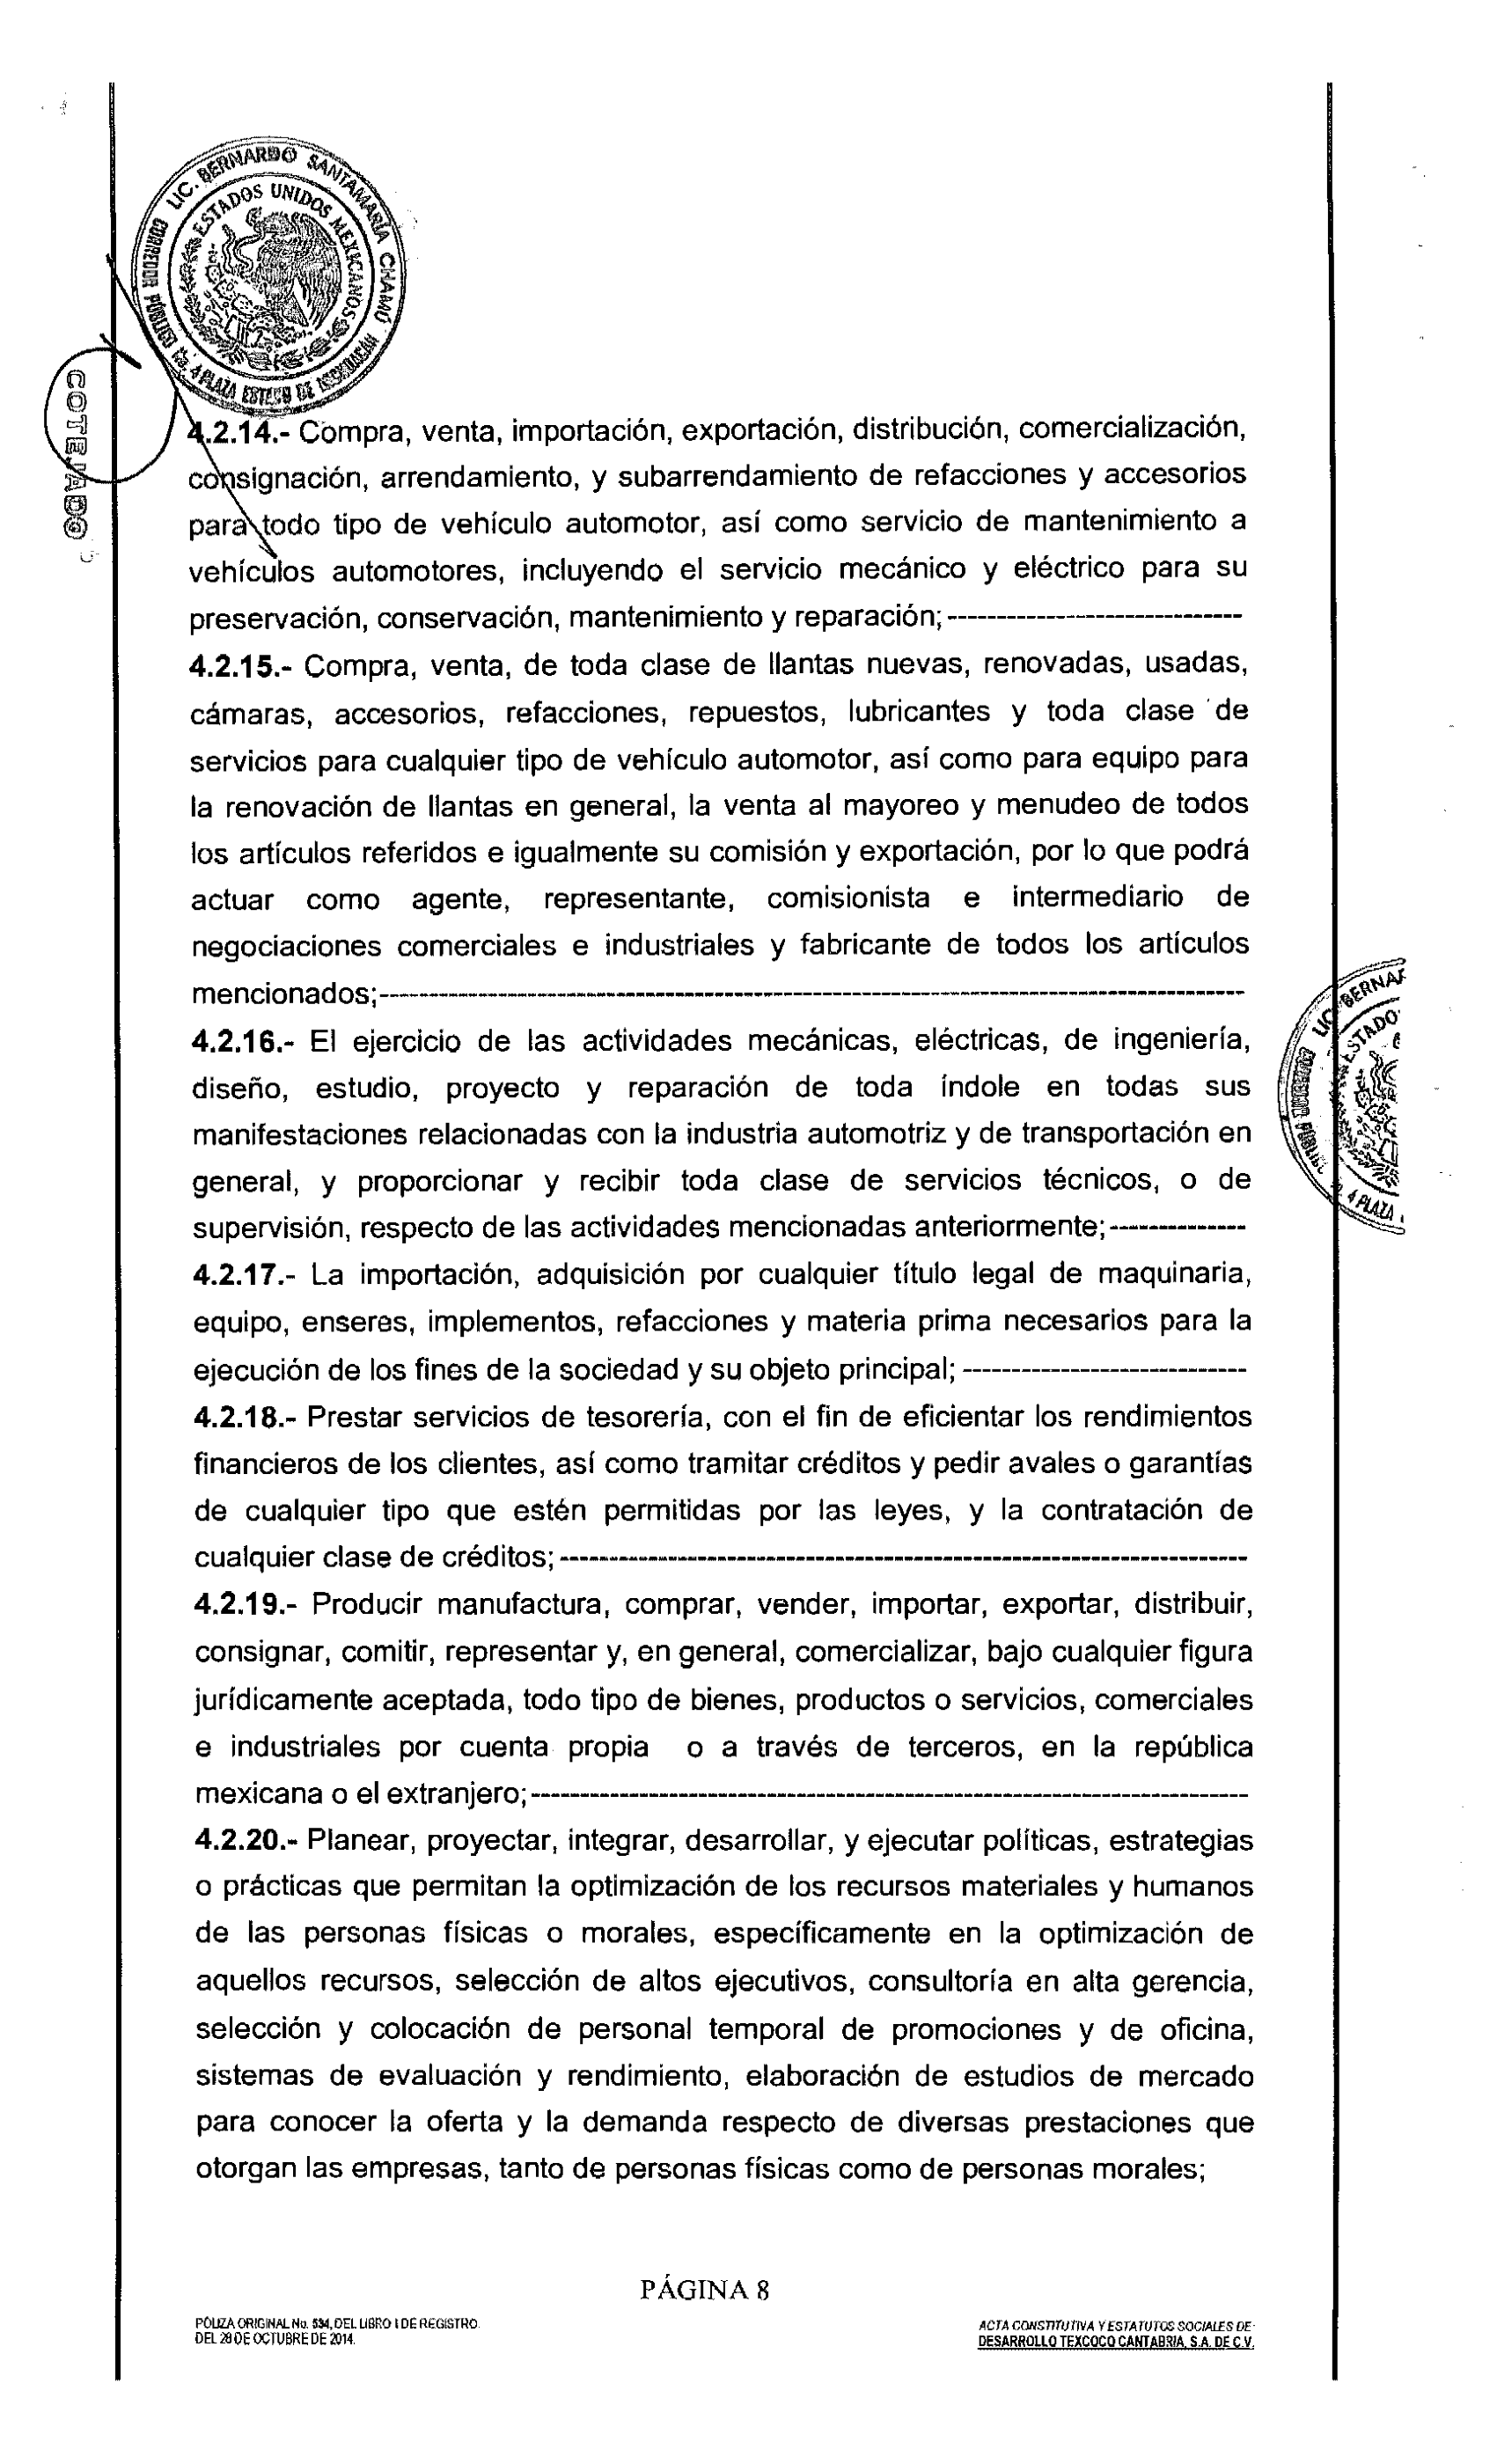 LIC. BERNARDO SANTAMARÍA CHAMÚ
ESTADOS UNIDOS MEXICANOS
CORREDOR PÚBLICO No. 4 PLAZA ESTADO DE MICHOACÁN
COTEJADO
4.2.14.- Compra, venta, importación, exportación, distribución, comercialización,
consignación, arrendamiento, y subarrendamiento de refacciones y accesorios
para todo tipo de vehículo automotor, así como servicio de mantenimiento a
vehículos automotores, incluyendo el servicio mecánico y eléctrico para su
preservación, conservación, mantenimiento y reparación;------------------------------
4.2.15.- Compra, venta, de toda clase de llantas nuevas, renovadas, usadas,
cámaras, accesorios, refacciones, repuestos, lubricantes y toda clase de
servicios para cualquier tipo de vehículo automotor, así como para equipo para
la renovación de llantas en general, la venta al mayoreo y menudeo de todos
los artículos referidos e igualmente su comisión y exportación, por lo que podrá
actuar como agente, representante, comisionista e intermediario de
negociaciones comerciales e industriales y fabricante de todos los artículos
mencionados;----------------------------------------------------------------------------------------
4.2.16.- El ejercicio de las actividades mecánicas, eléctricas, de ingeniería,
diseño, estudio, proyecto y reparación de toda índole en todas sus
manifestaciones relacionadas con la industria automotriz y de transportación en
general, y proporcionar y recibir toda clase de servicios técnicos, o de
supervisión, respecto de las actividades mencionadas anteriormente;--------------
4.2.17.- La importación, adquisición por cualquier título legal de maquinaria,
equipo, enseres, implementos, refacciones y materia prima necesarios para la
ejecución de los fines de la sociedad y su objeto principal; -----------------------------
4.2.18.- Prestar servicios de tesorería, con el fin de eficientar los rendimientos
financieros de los clientes, así como tramitar créditos y pedir avales o garantías
de cualquier tipo que estén permitidas por las leyes, y la contratación de
cualquier clase de créditos; ----------------------------------------------------------------------
4.2.19.- Producir manufactura, comprar, vender, importar, exportar, distribuir,
consignar, comitir, representar y, en general, comercializar, bajo cualquier figura
jurídicamente aceptada, todo tipo de bienes, productos o servicios, comerciales
e industriales por cuenta propia o a través de terceros, en la república
mexicana o el extranjero;-------------------------------------------------------------------------
4.2.20.- Planear, proyectar, integrar, desarrollar, y ejecutar políticas, estrategias
o prácticas que permitan la optimización de los recursos materiales y humanos
de las personas físicas o morales, específicamente en la optimización de
aquellos recursos, selección de altos ejecutivos, consultoría en alta gerencia,
selección y colocación de personal temporal de promociones y de oficina,
sistemas de evaluación y rendimiento, elaboración de estudios de mercado
para conocer la oferta y la demanda respecto de diversas prestaciones que
otorgan las empresas, tanto de personas físicas como de personas morales;
PÁGINA 8
PÓLIZA ORIGINAL No. 534, DEL LIBRO I DE REGISTRO
DEL 28 DE OCTUBRE DE 2014.
ACTA CONSTITUTIVA Y ESTATUTOS SOCIALES DE
DESARROLLO TEXCOCO CANTABRIA, S.A. DE C.V.